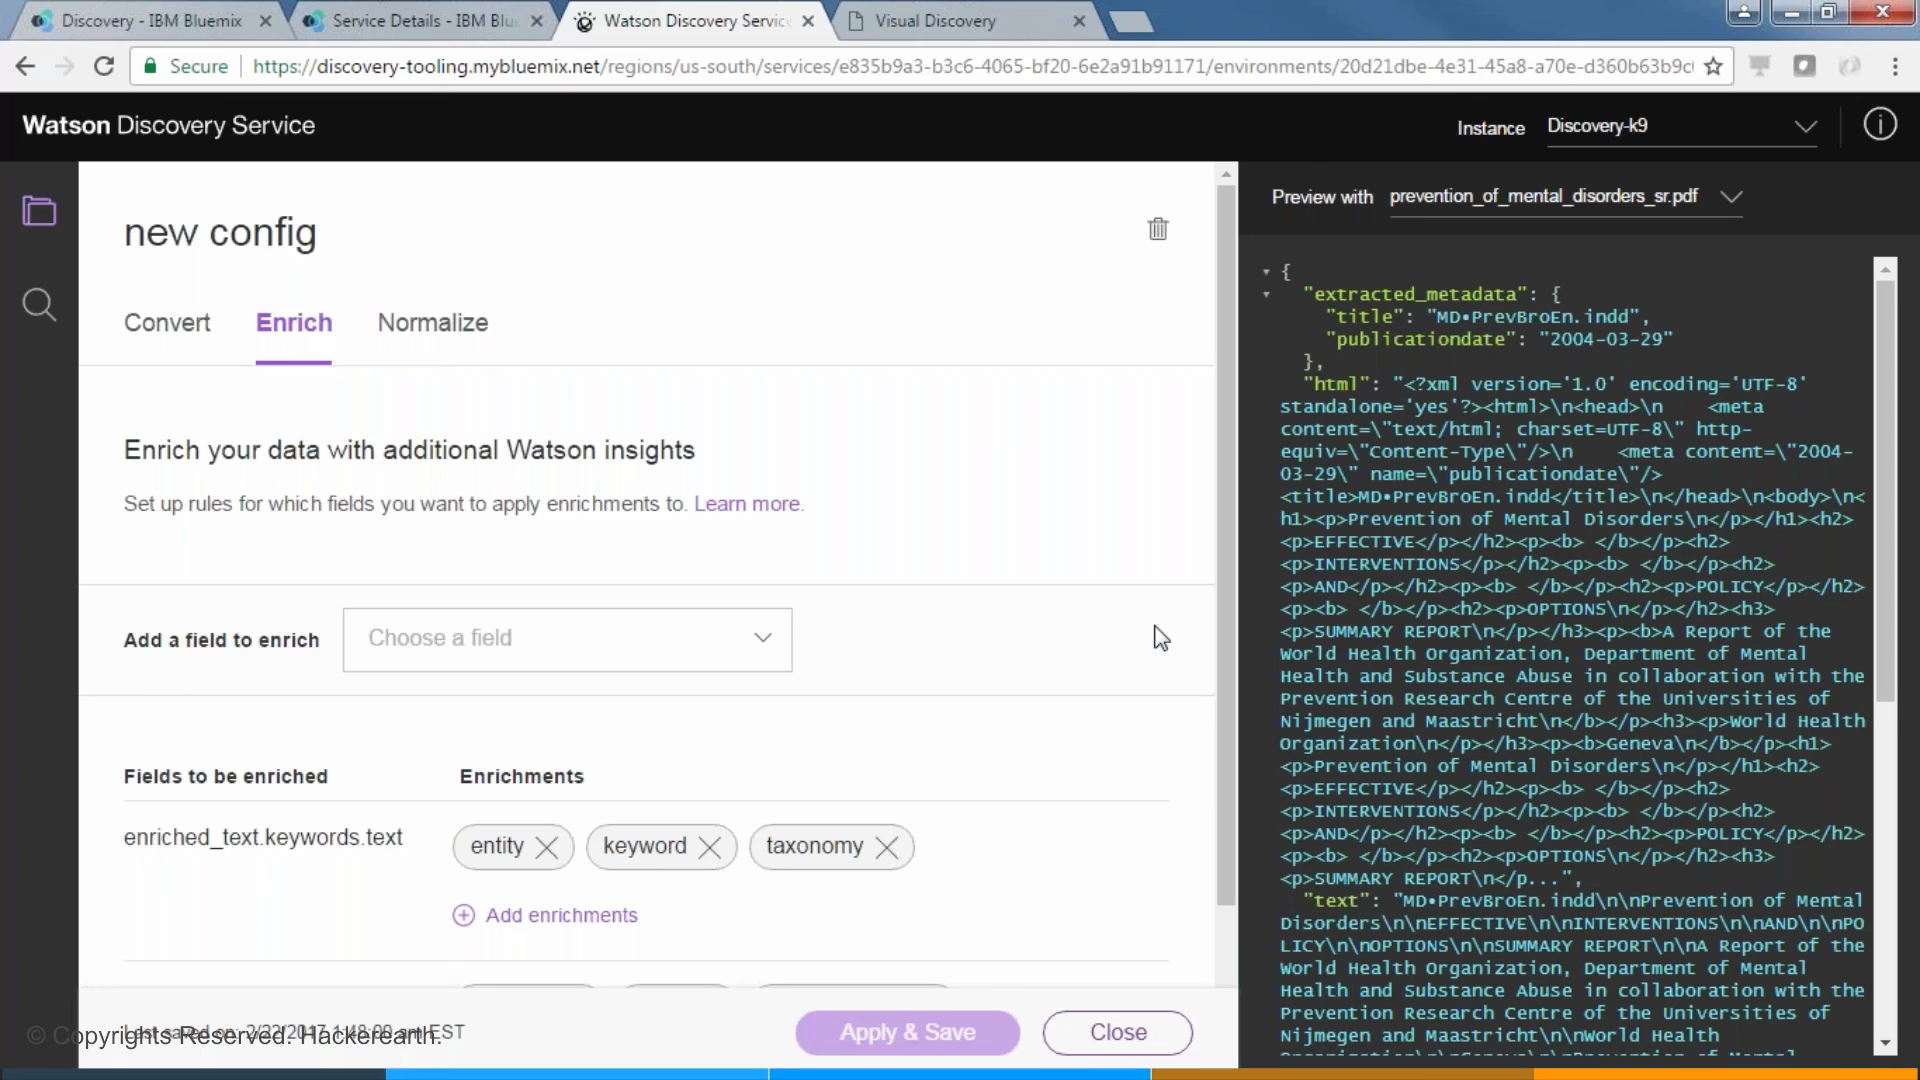 Discovery - IBM Bluemix
Service Details - IBM Blu
Watson Discovery Servic
Visual Discovery
Secure
https://discovery-tooling.mybluemix.net/regions/us-south/services/e835b9a3-b3c6-4065-bf20-6e2a91b91171/environments/20d21dbe-4e31-45a8-a70e-d360b63b9c
Watson Discovery Service
Instance
Discovery-k9
new config
Convert
Enrich
Normalize
Enrich your data with additional Watson insights
Set up rules for which fields you want to apply enrichments to. Learn more.
Add a field to enrich
Choose a field
Fields to be enriched
Enrichments
enriched_text.keywords.text
entity
keyword
taxonomy
Add enrichments
Last saved on: 2/22/2017 1:48:00 am EST
© Copyrights Reserved. Hackerearth.
Apply & Save
Close
Preview with
prevention_of_mental_disorders_sr.pdf
{
"extracted_metadata": {
"title": "MD•PrevBroEn.indd",
"publicationdate": "2004-03-29"
},
"html": "<?xml version='1.0' encoding='UTF-8'
standalone='yes'?><html>\n<head>\n    <meta
content=\"text/html; charset=UTF-8\" http-
equiv=\"Content-Type\"/>\n    <meta content=\"2004-
03-29\" name=\"publicationdate\"/>
<title>MD•PrevBroEn.indd</title>\n</head>\n<body>\n<
h1><p>Prevention of Mental Disorders\n</p></h1><h2>
<p>EFFECTIVE</p></h2><p><b> </b></p><h2>
<p>INTERVENTIONS</p></h2><p><b> </b></p><h2>
<p>AND</p></h2><p><b> </b></p><h2><p>POLICY</p></h2>
<p><b> </b></p><h2><p>OPTIONS\n</p></h2><h3>
<p>SUMMARY REPORT\n</p></h3><p><b>A Report of the
World Health Organization, Department of Mental
Health and Substance Abuse in collaboration with the
Prevention Research Centre of the Universities of
Nijmegen and Maastricht\n</b></p><h3><p>World Health
Organization\n</p></h3><p><b>Geneva\n</b></p><h1>
<p>Prevention of Mental Disorders\n</p></h1><h2>
<p>EFFECTIVE</p></h2><p><b> </b></p><h2>
<p>INTERVENTIONS</p></h2><p><b> </b></p><h2>
<p>AND</p></h2><p><b> </b></p><h2><p>POLICY</p></h2>
<p><b> </b></p><h2><p>OPTIONS\n</p></h2><h3>
<p>SUMMARY REPORT\n</p...",
"text": "MD•PrevBroEn.indd\n\nPrevention of Mental
Disorders\n\nEFFECTIVE\n\nINTERVENTIONS\n\nAND\n\nPO
LICY\n\nOPTIONS\n\nSUMMARY REPORT\n\nA Report of the
World Health Organization, Department of Mental
Health and Substance Abuse in collaboration with the
Prevention Research Centre of the Universities of
Nijmegen and Maastricht\n\nWorld Health